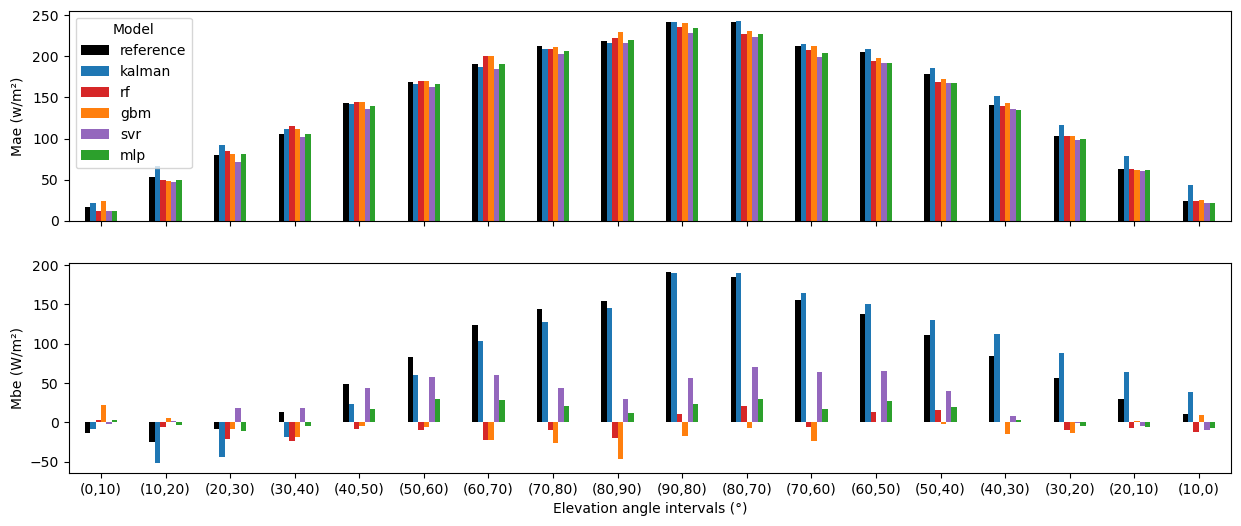 Model
reference
kalman
rf
gbm
svr
mlp
Mae (w/m²)
250
200
150
100
50
0
Mbe (W/m²)
200
150
100
50
0
−50
(0,10) (10,20) (20,30) (30,40) (40,50) (50,60) (60,70) (70,80) (80,90) (90,80) (80,70) (70,60) (60,50) (50,40) (40,30) (30,20) (20,10) (10,0)
Elevation angle intervals (°)